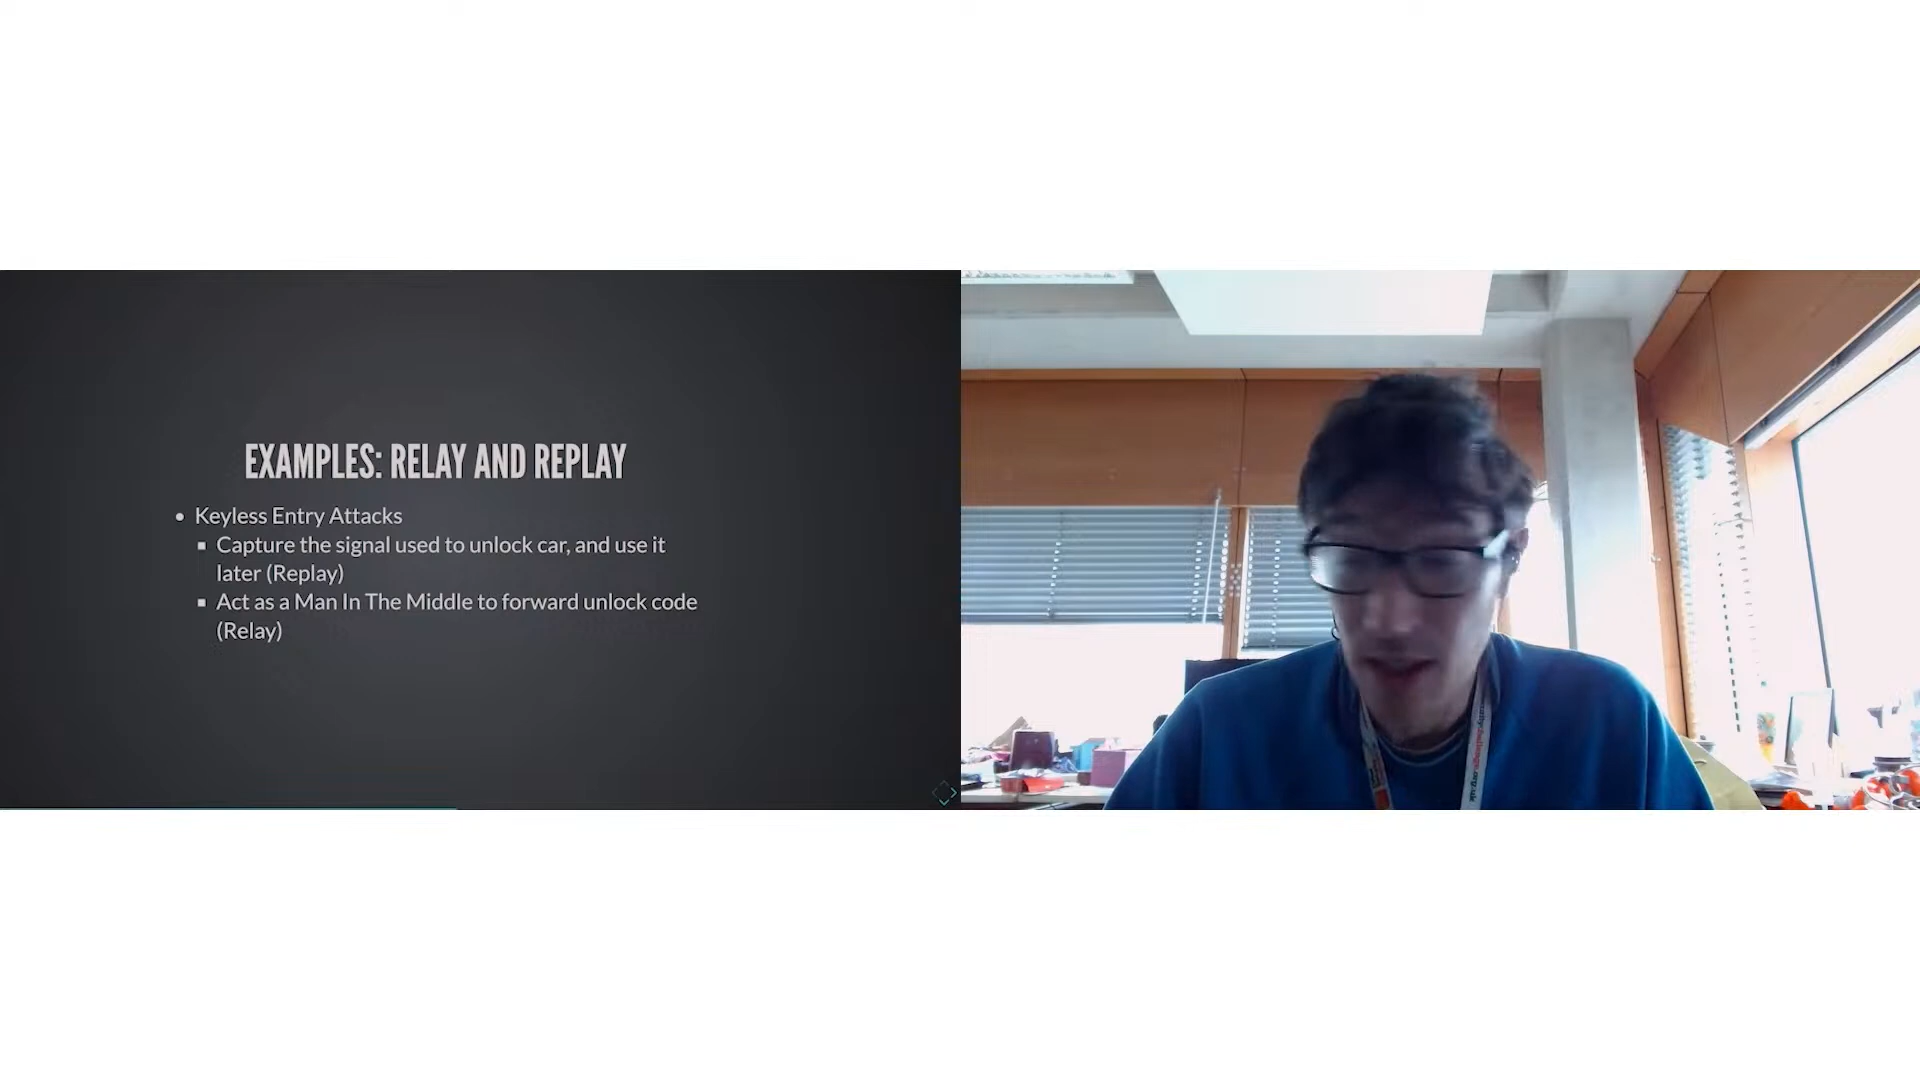 EXAMPLES: RELAY AND REPLAY
• Keyless Entry Attacks
▪ Capture the signal used to unlock car, and use it
later (Replay)
▪ Act as a Man In The Middle to forward unlock code
(Relay)